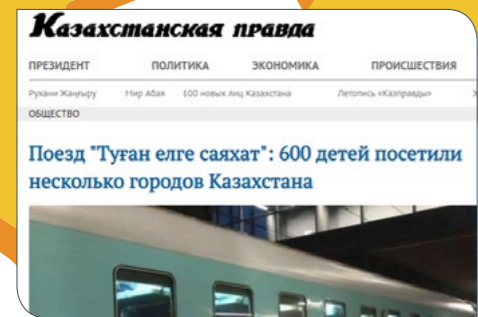 Казахстанская правда
ПРЕЗИДЕНТ ПОЛИТИКА ЭКОНОМИКА ПРОИСШЕСТВИЯ
Рухани Жаңғыру Мир Абая 100 новых лиц Казахстана Летопись «Казправды»
ОБЩЕСТВО
Поезд "Туған елге саяхат": 600 детей посетили
несколько городов Казахстана